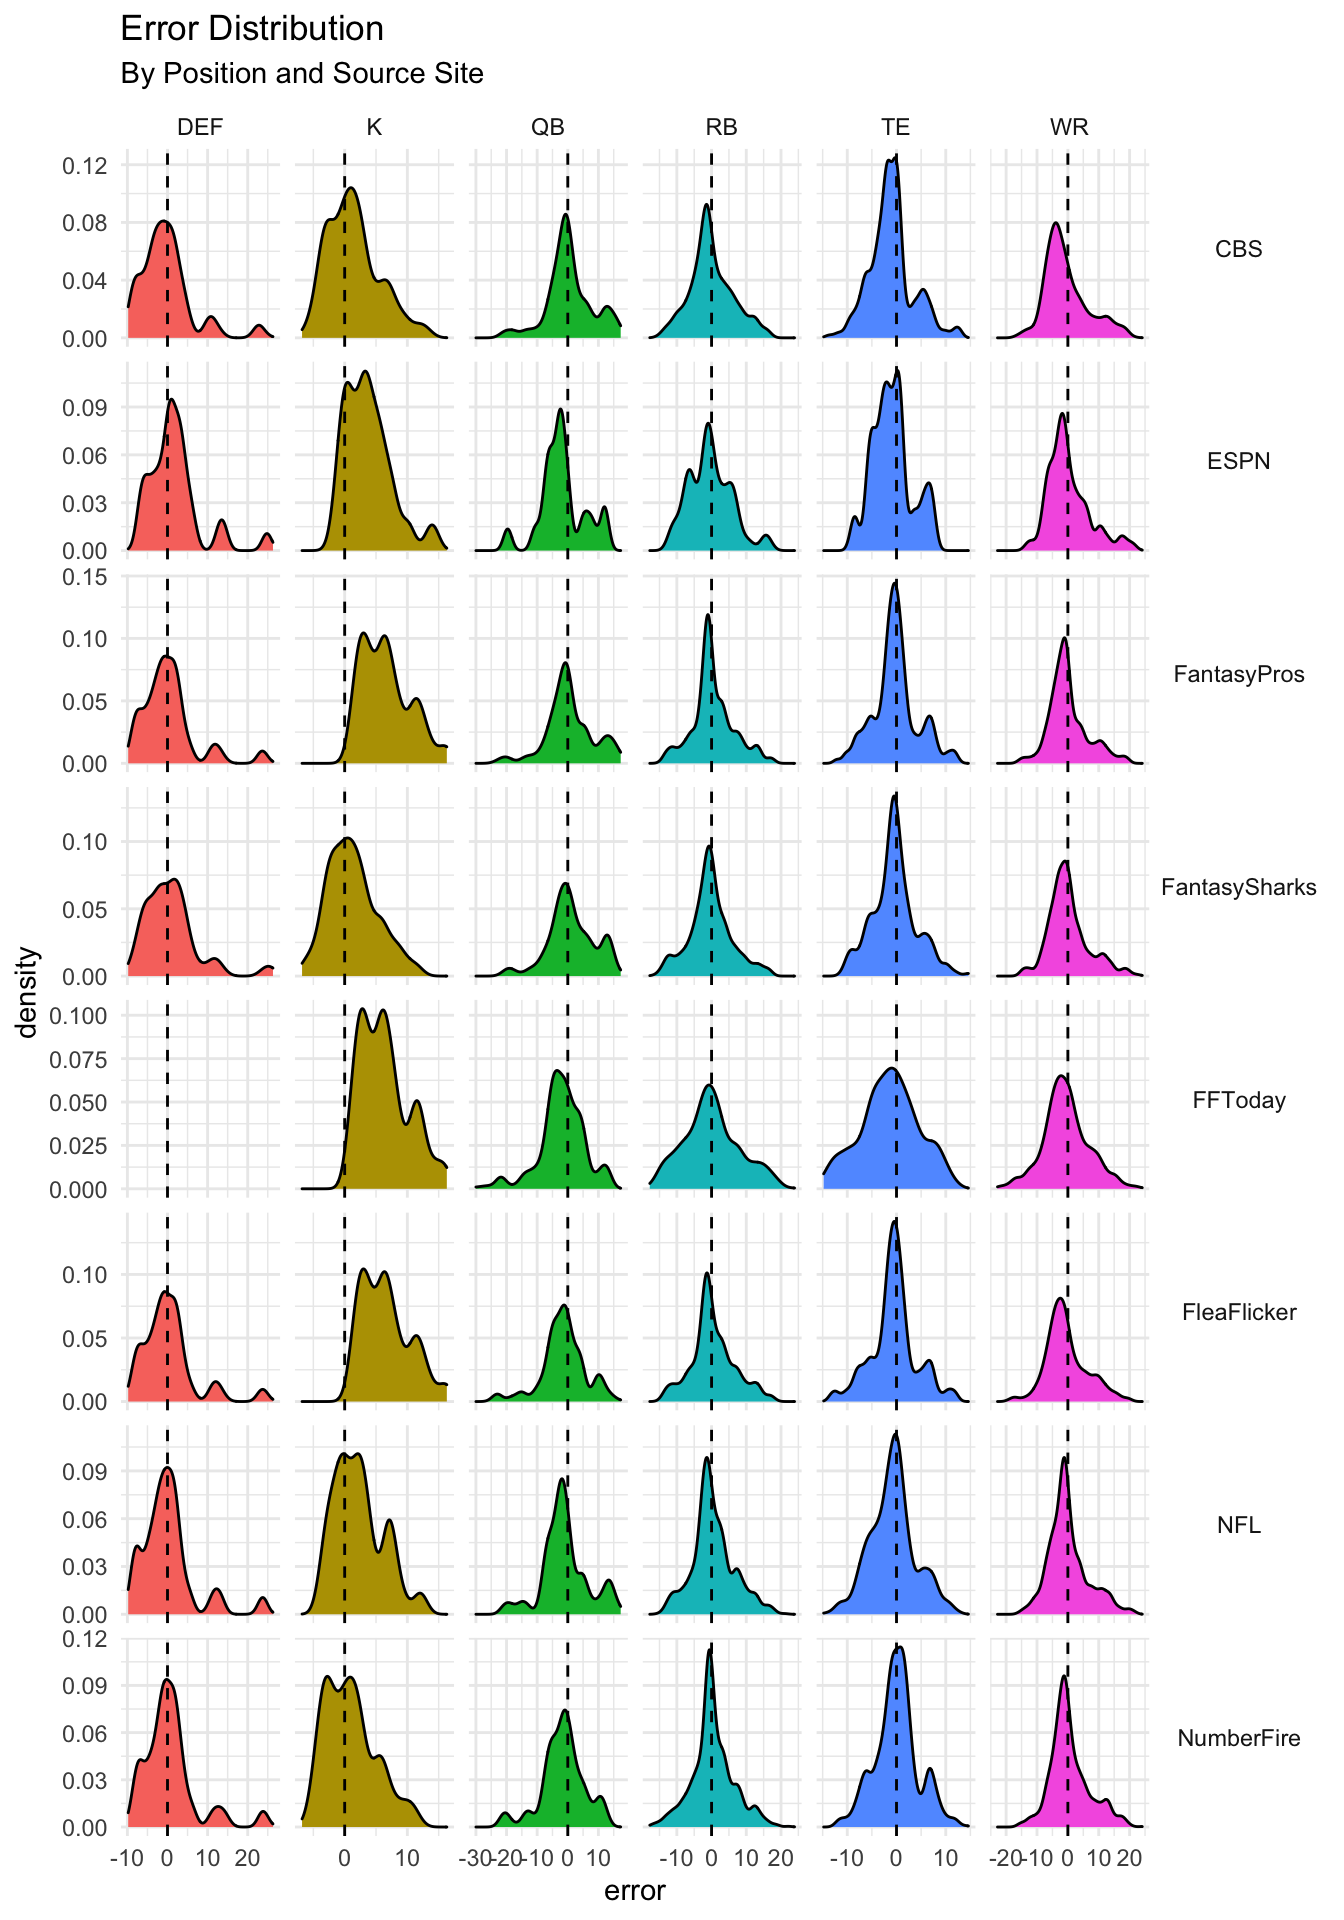 Error Distribution
By Position and Source Site
DEF K QB RB TE WR
0.12
0.08
0.04
0.00
CBS
0.09
0.06
0.03
0.00
ESPN
0.15
0.10
0.05
0.00
FantasyPros
0.10
0.05
0.00
FantasySharks
density
0.100
0.075
0.050
0.025
0.000
FFToday
0.10
0.05
0.00
FleaFlicker
0.09
0.06
0.03
0.00
NFL
0.12
0.09
0.06
0.03
0.00
NumberFire
-10 0 10 20 0 10 -30 -20 -10 0 10 -10 0 10 20 -10 0 10 -20 -10 0 10 20
error